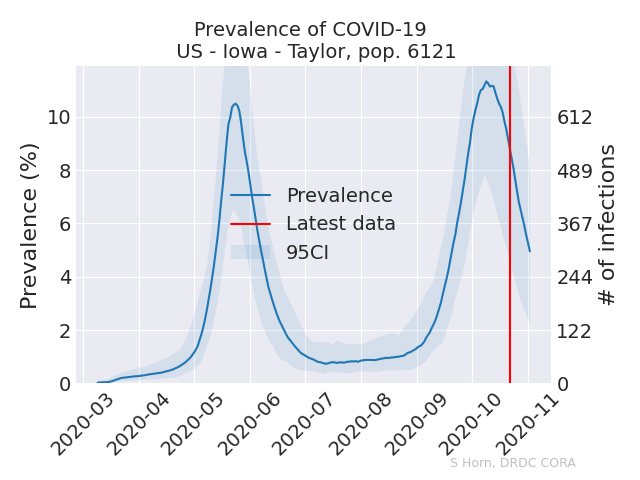 Prevalence of COVID-19
US - Iowa - Taylor, pop. 6121
Prevalence (%)
10
8
6
4
2
0
612
489
367
244
122
0
# of infections
Prevalence
Latest data
95CI
2020-03
2020-04
2020-05
2020-06
2020-07
2020-08
2020-09
2020-10
2020-11
S Horn, DRDC CORA